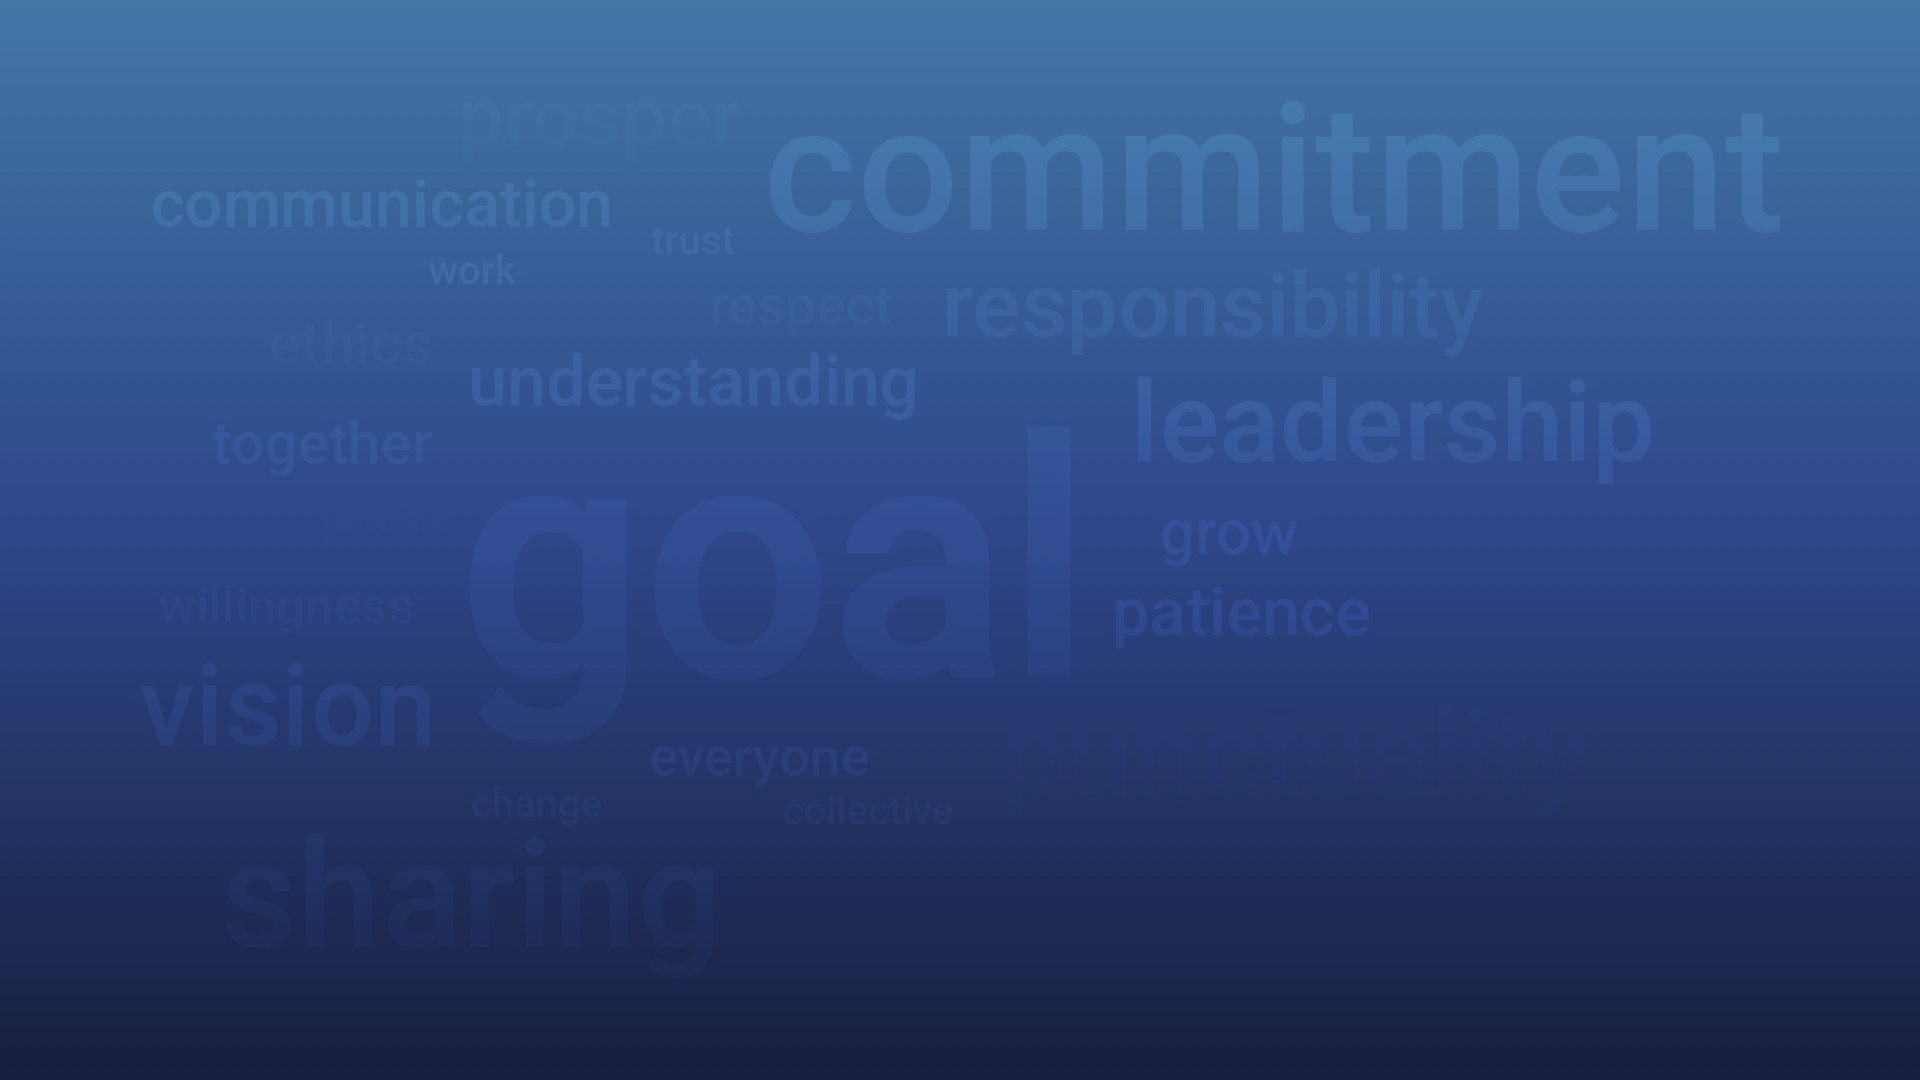 prosper
commitment
communication
trust
work
respect
responsibility
ethics
understanding
leadership
together
goal
grow
willingness
patience
vision
punctuality
everyone
change
collective
sharing